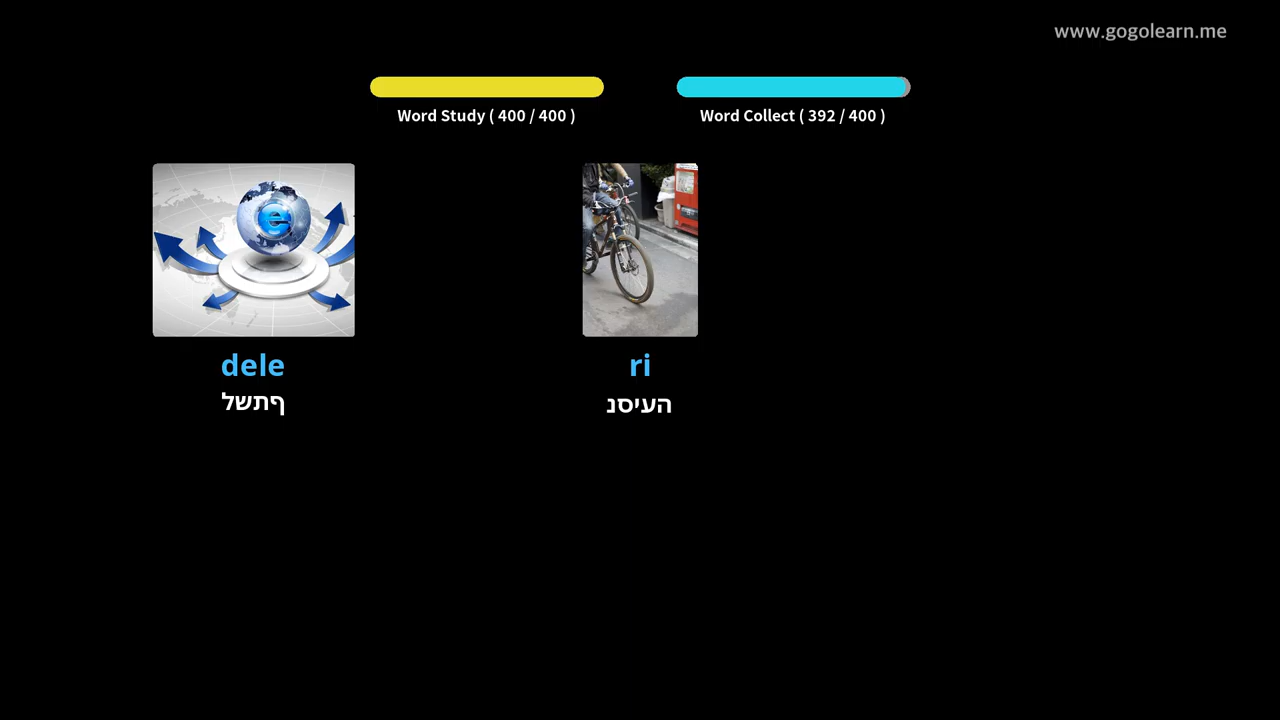 www.gogolearn.me
Word Study ( 400 / 400 )
Word Collect ( 392 / 400 )
dele
ףתשל
ri
העיסנ